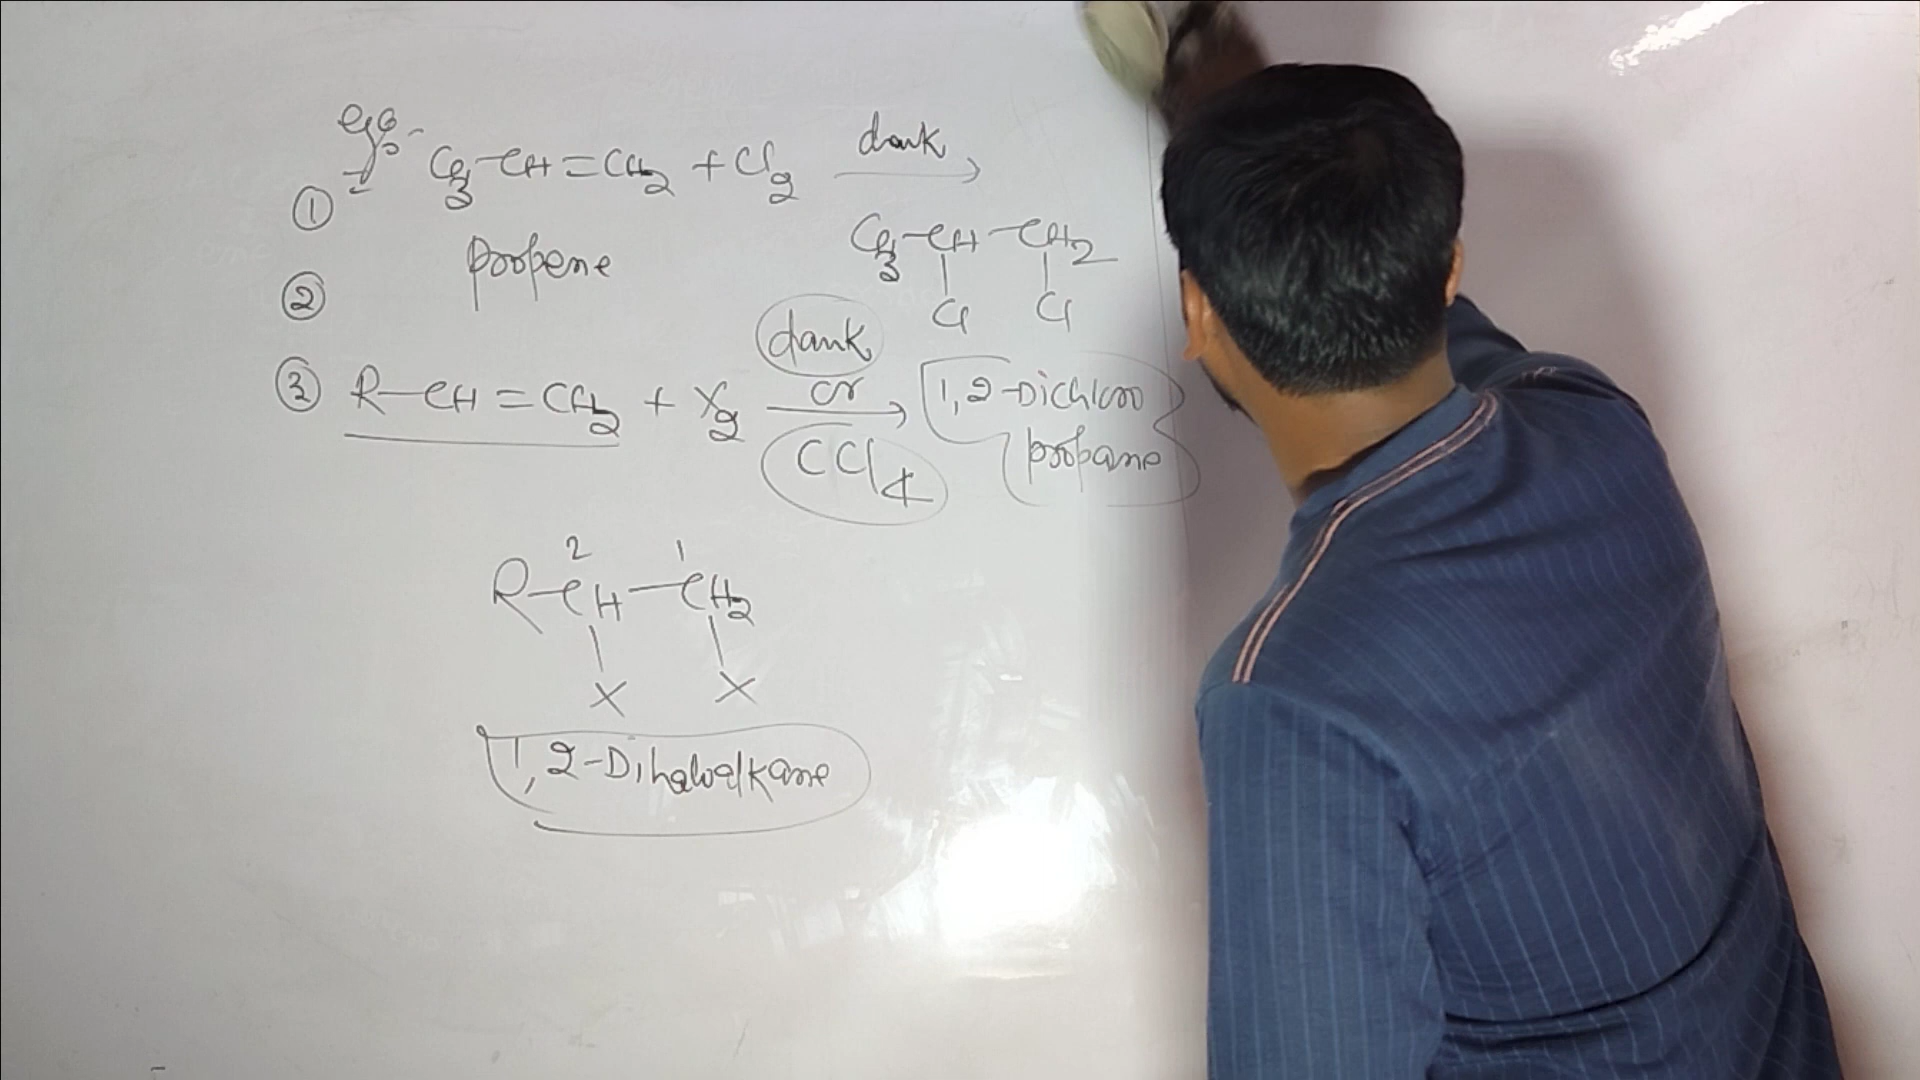 eg:-
CH3-CH=CH2 + Cl2 dark →
①
propene
CH3-CH-CH2
②
Cl Cl
③ R-CH=CH2 + X2 dark or CCl4 →
1,2-Dichloro
propane
2 1
R-CH-CH2
X X
1,2-Dihaloalkane